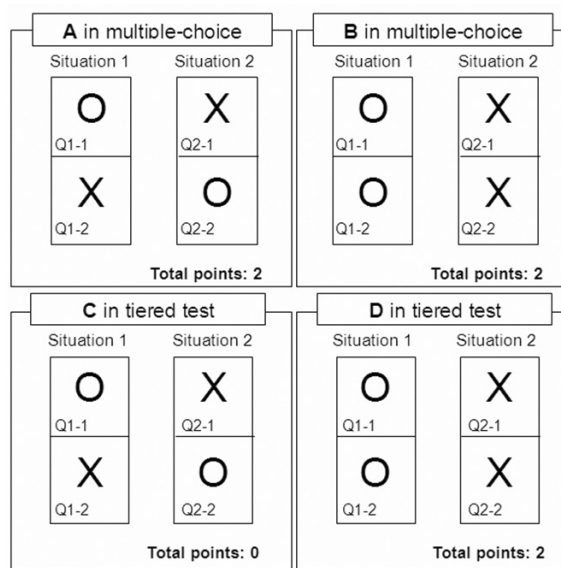 A in multiple-choice
Situation 1 Situation 2
O X
Q1-1 Q2-1
X O
Q1-2 Q2-2
Total points: 2
B in multiple-choice
Situation 1 Situation 2
O X
Q1-1 Q2-1
O X
Q1-2 Q2-2
Total points: 2
C in tiered test
Situation 1 Situation 2
O X
Q1-1 Q2-1
X O
Q1-2 Q2-2
Total points: 0
D in tiered test
Situation 1 Situation 2
O X
Q1-1 Q2-1
O X
Q1-2 Q2-2
Total points: 2